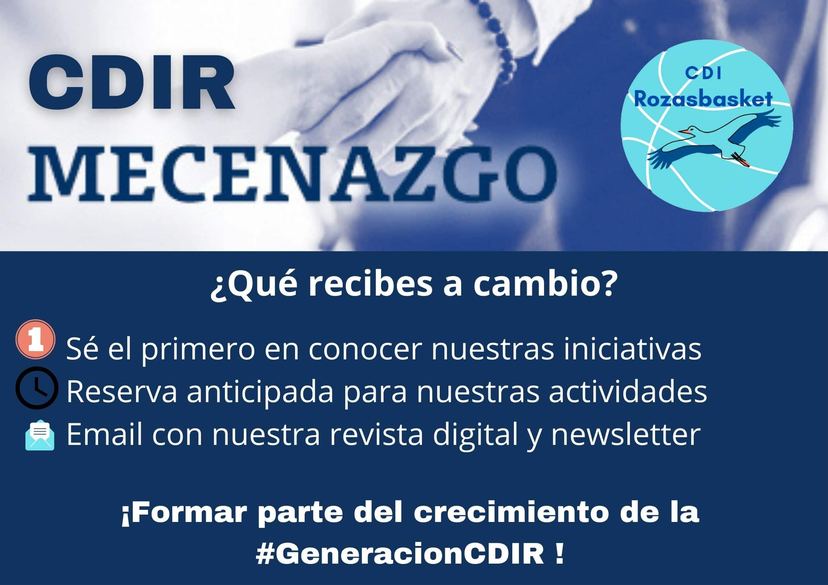 CDIR
MECENAZGO
CDI
Rozasbasket
¿Qué recibes a cambio?
1 Sé el primero en conocer nuestras iniciativas
Reserva anticipada para nuestras actividades
Email con nuestra revista digital y newsletter
¡Formar parte del crecimiento de la
#GeneracionCDIR !